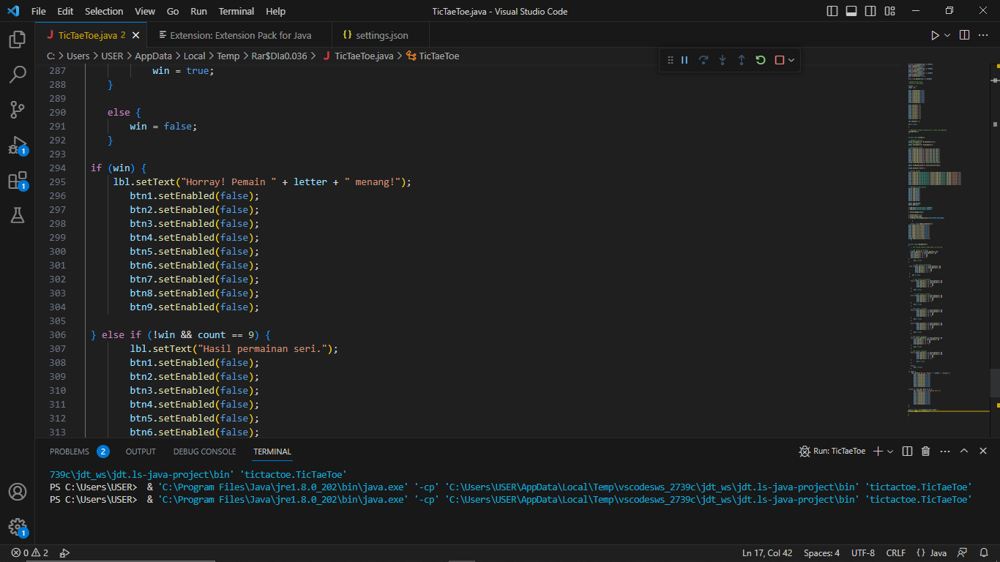 File Edit Selection View Go Run Terminal Help TicTaeToe.java - Visual Studio Code
TicTaeToe.java 2 Extension: Extension Pack for Java {} settings.json
C: > Users > USER > AppData > Local > Temp > Rar$DIa0.036 > TicTaeToe.java > TicTaeToe
287 win = true;
288 }
289
290 else {
291 win = false;
292 }
293
294 if (win) {
295 lbl.setText("Horray! Pemain " + letter + " menang!");
296 btn1.setEnabled(false);
297 btn2.setEnabled(false);
298 btn3.setEnabled(false);
299 btn4.setEnabled(false);
300 btn5.setEnabled(false);
301 btn6.setEnabled(false);
302 btn7.setEnabled(false);
303 btn8.setEnabled(false);
304 btn9.setEnabled(false);
305
306 } else if (!win && count == 9) {
307 lbl.setText("Hasil permainan seri.");
308 btn1.setEnabled(false);
309 btn2.setEnabled(false);
310 btn3.setEnabled(false);
311 btn4.setEnabled(false);
312 btn5.setEnabled(false);
313 btn6.setEnabled(false);
1
1
PROBLEMS 2 OUTPUT DEBUG CONSOLE TERMINAL Run: TicTaeToe
739c\jdt_ws\jdt.ls-java-project\bin' 'tictactoe.TicTaeToe'
PS C:\Users\USER> & 'C:\Program Files\Java\jre1.8.0_202\bin\java.exe' '-cp' 'C:\Users\USER\AppData\Local\Temp\vscodesws_2739c\jdt_ws\jdt.ls-java-project\bin' 'tictactoe.TicTaeToe'
PS C:\Users\USER> & 'C:\Program Files\Java\jre1.8.0_202\bin\java.exe' '-cp' 'C:\Users\USER\AppData\Local\Temp\vscodesws_2739c\jdt_ws\jdt.ls-java-project\bin' 'tictactoe.TicTaeToe'
1
0 2 Ln 17, Col 42 Spaces: 4 UTF-8 CRLF {} Java